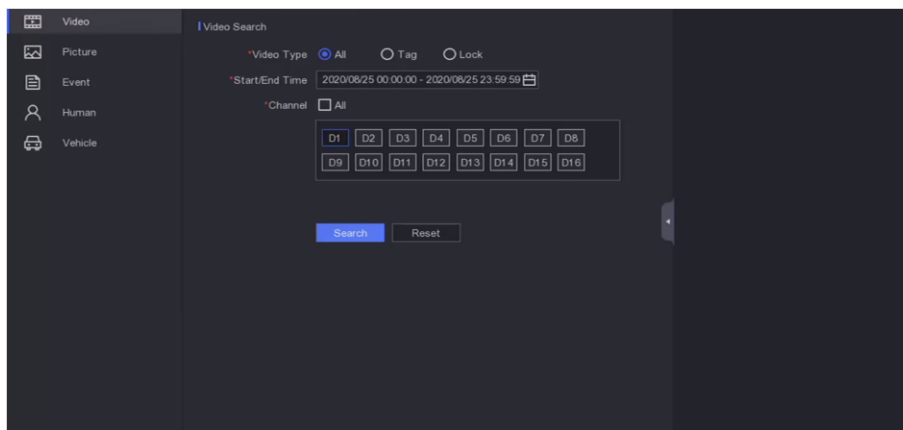 Video
Picture
Event
Human
Vehicle
Video Search
*Video Type All Tag Lock
*Start/End Time 2020/08/25 00:00:00 - 2020/08/25 23:59:59
*Channel All
D1 D2 D3 D4 D5 D6 D7 D8
D9 D10 D11 D12 D13 D14 D15 D16
Search Reset